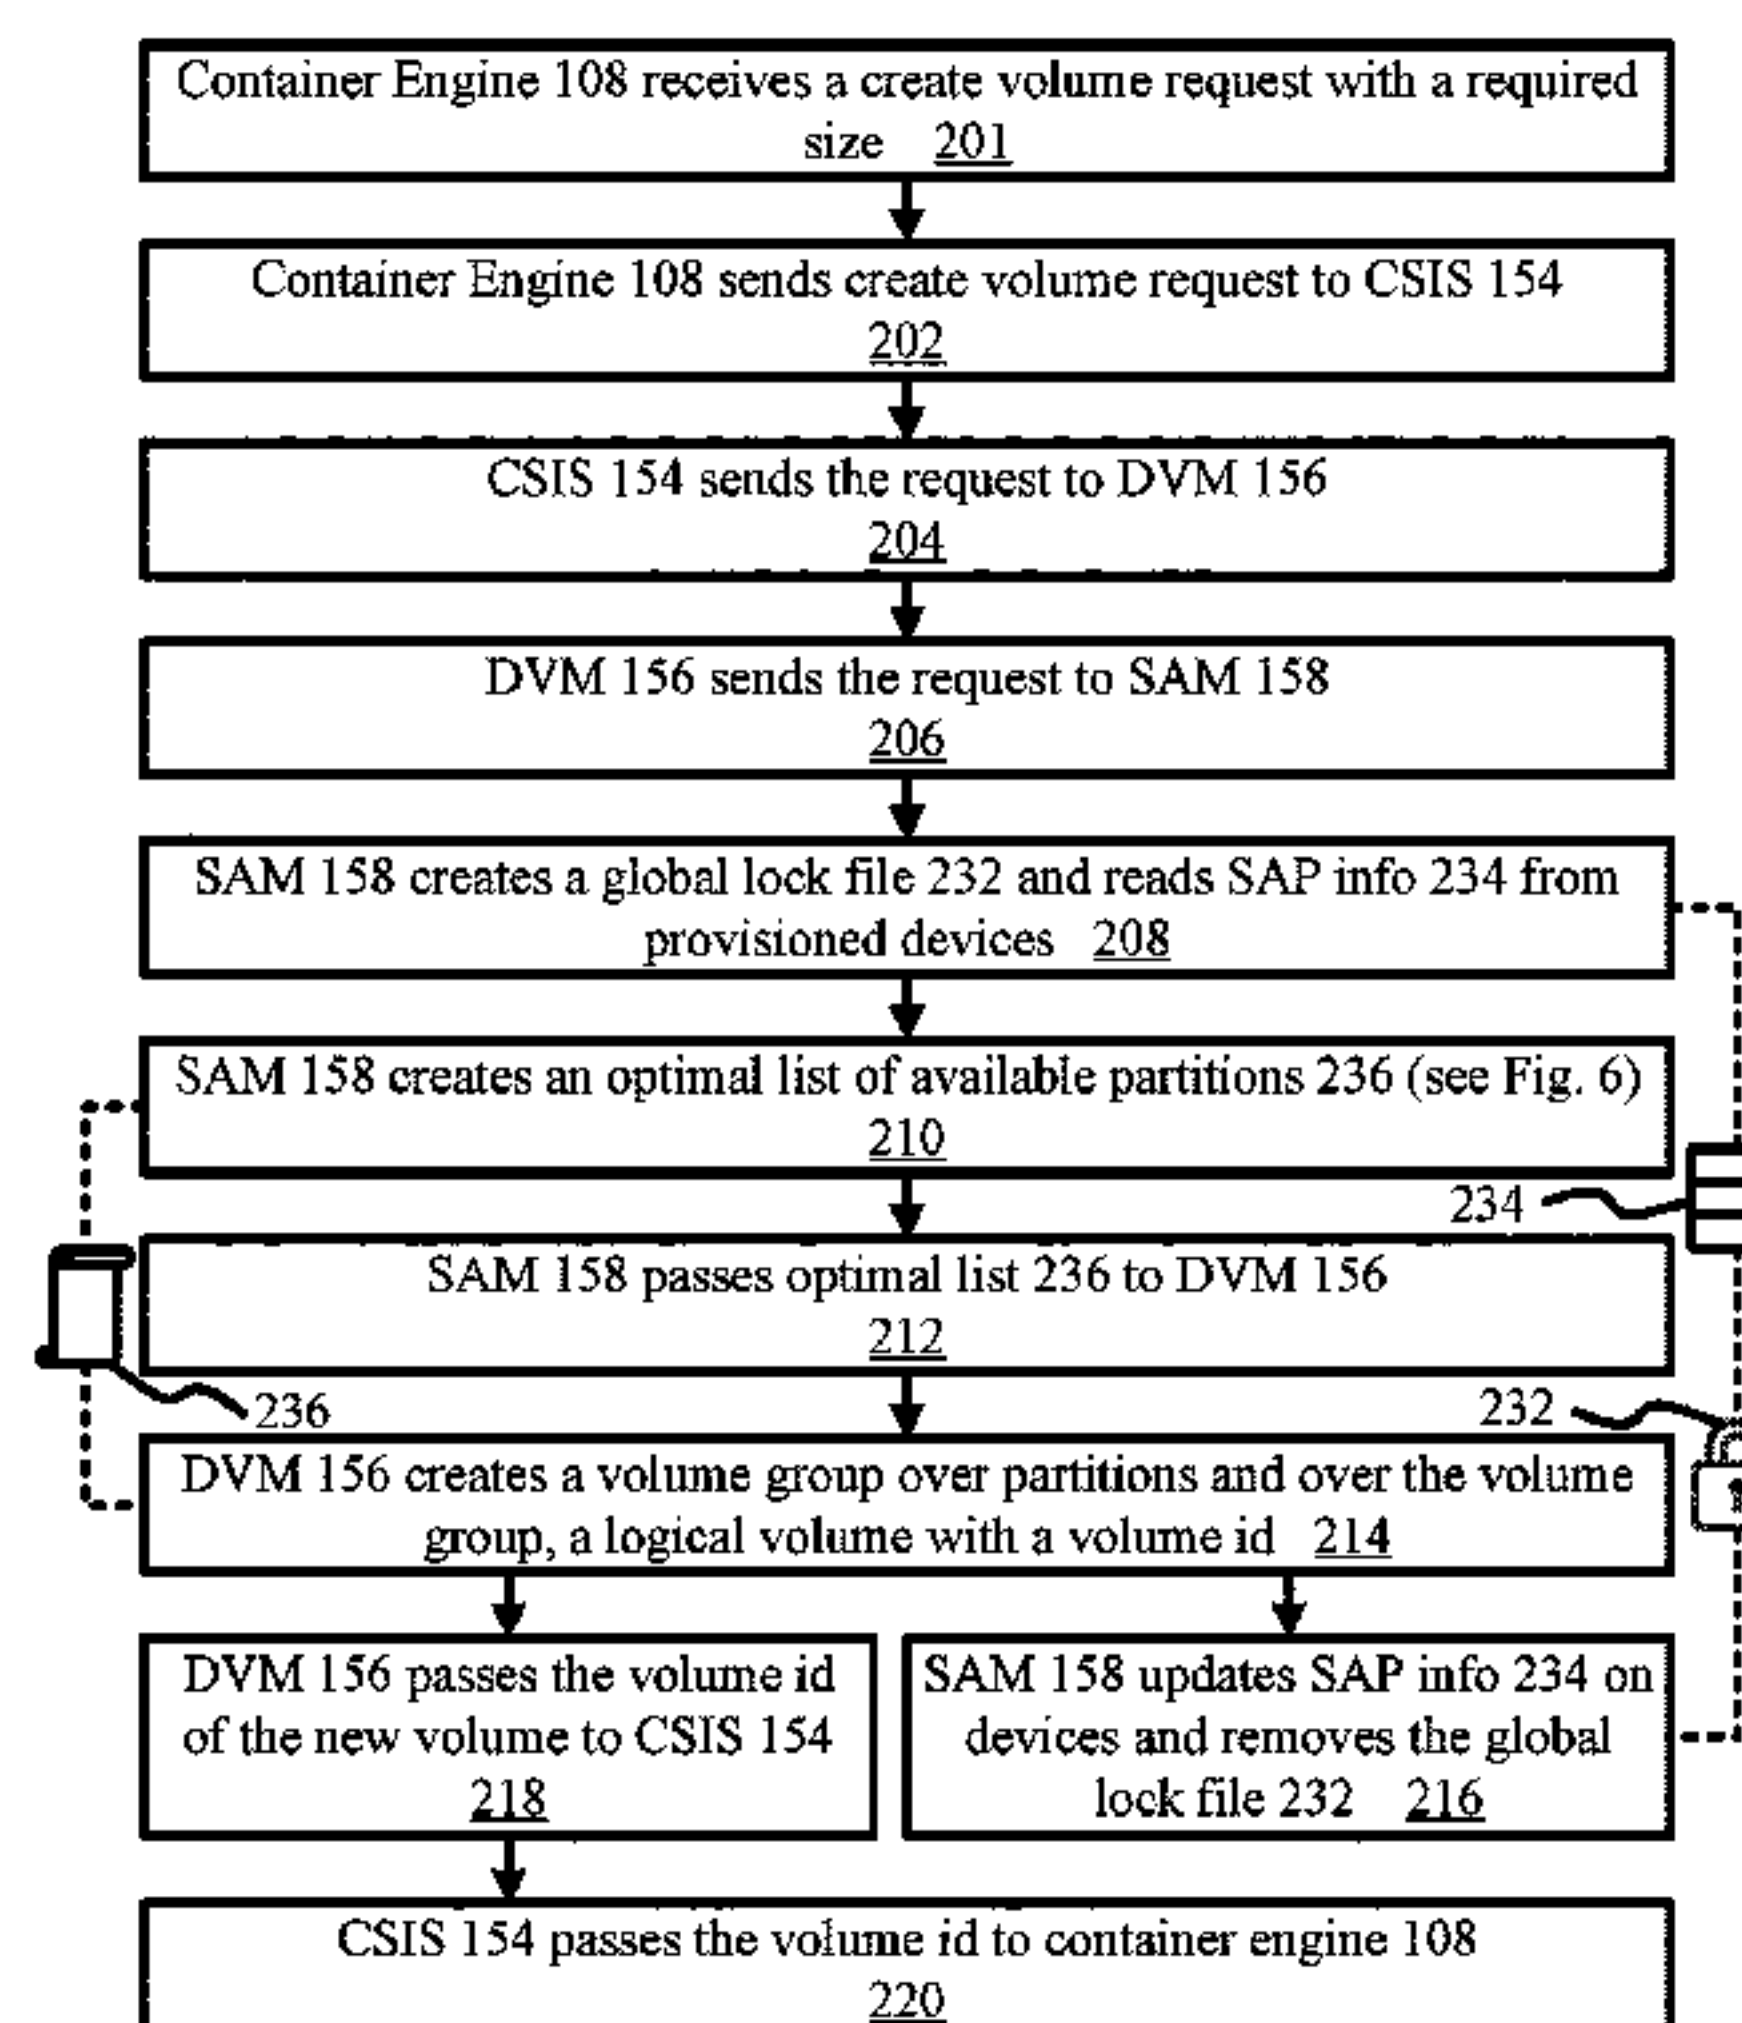 Container Engine 108 receives a create volume request with a required
size 201
Container Engine 108 sends create volume request to CSIS 154
202
CSIS 154 sends the request to DVM 156
204
DVM 156 sends the request to SAM 158
206
SAM 158 creates a global lock file 232 and reads SAP info 234 from
provisioned devices 208
SAM 158 creates an optimal list of available partitions 236 (see Fig. 6)
210
234
SAM 158 passes optimal list 236 to DVM 156
212
236
232
DVM 156 creates a volume group over partitions and over the volume
group, a logical volume with a volume id 214
DVM 156 passes the volume id
of the new volume to CSIS 154
218
SAM 158 updates SAP info 234 on
devices and removes the global
lock file 232 216
CSIS 154 passes the volume id to container engine 108
220